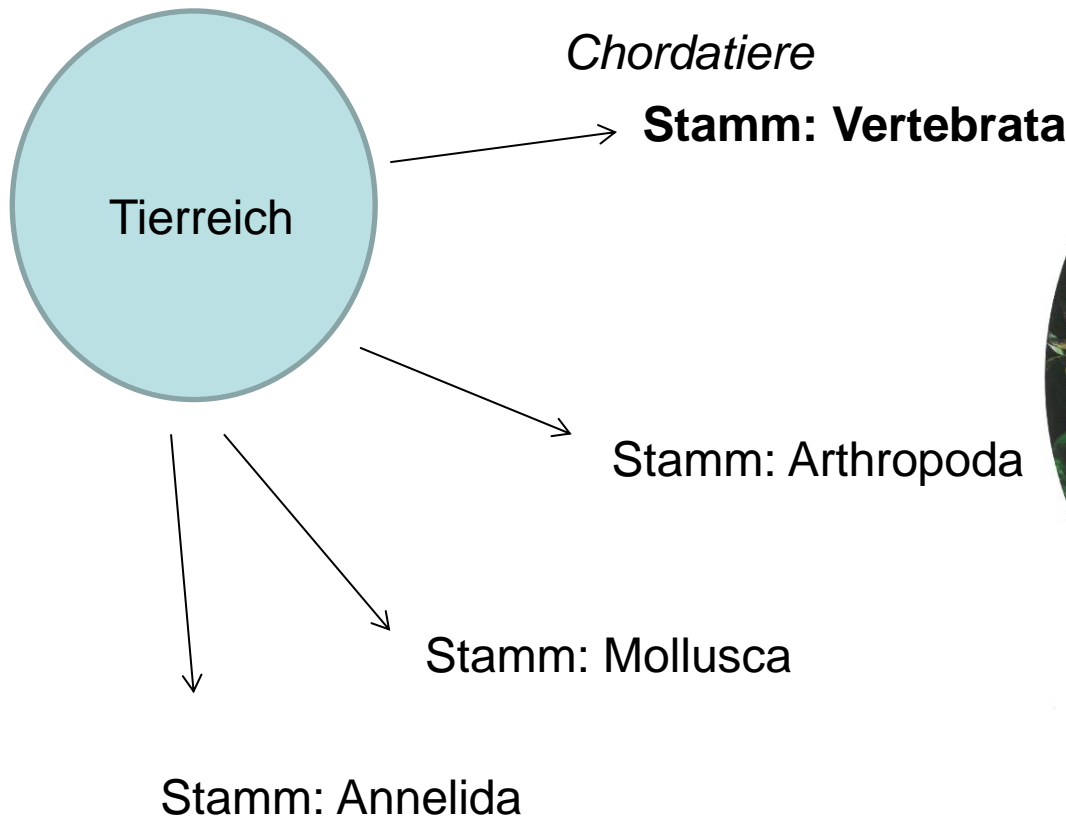 Chordatiere
Stamm: Vertebrata
Tierreich
Stamm: Arthropoda
Stamm: Mollusca
Stamm: Annelida